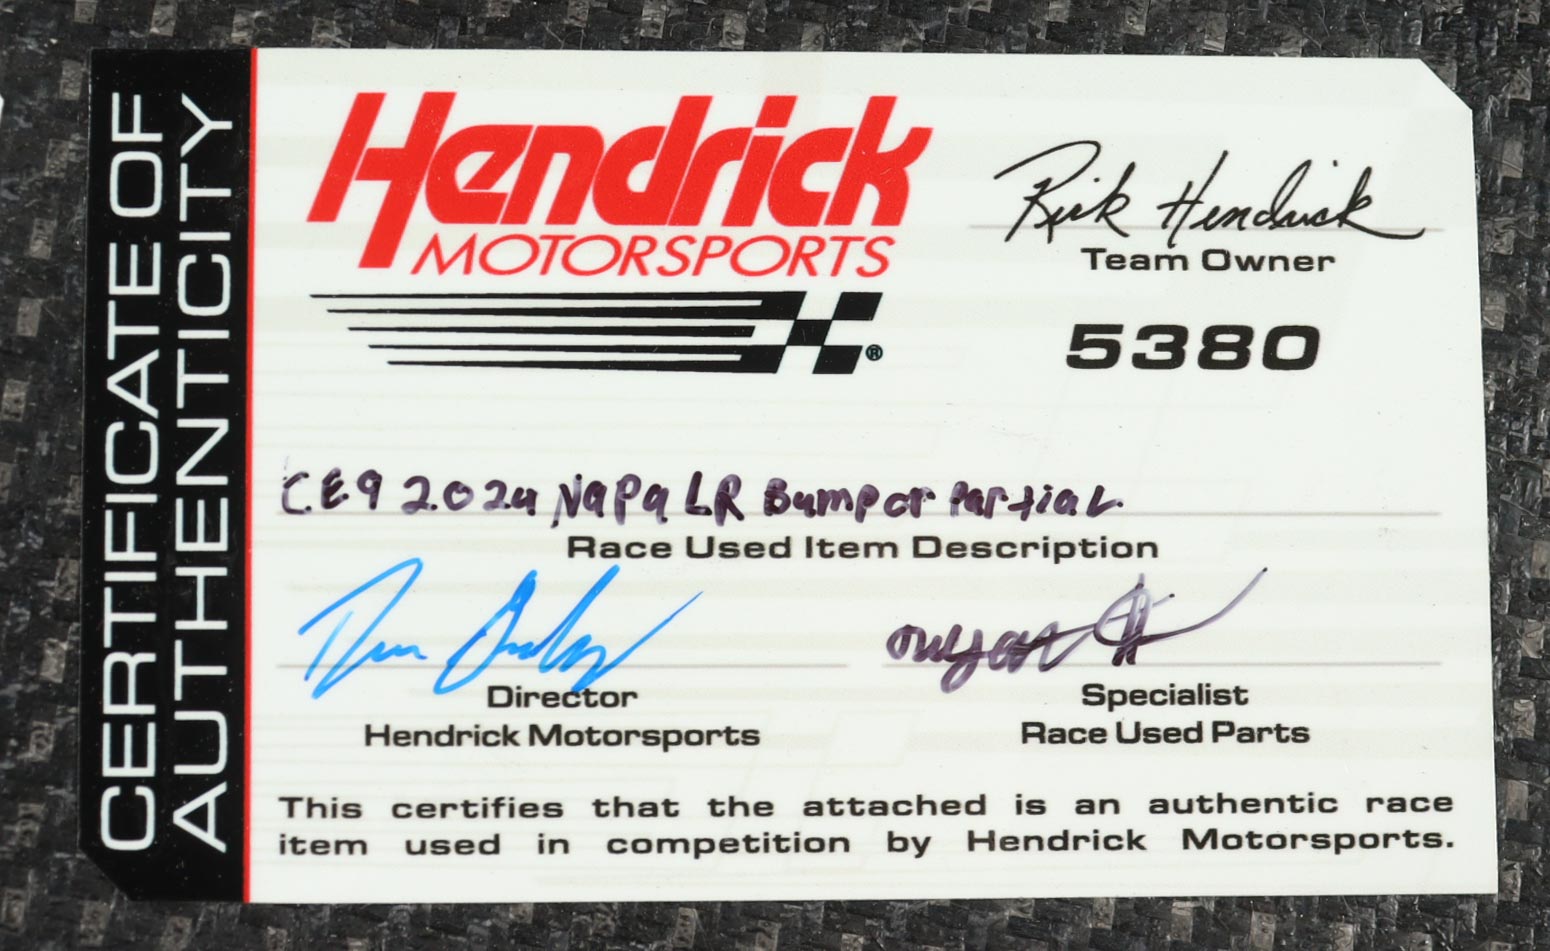 CERTIFICATE OF
AUTHENTICITY
Hendrick
MOTORSPORTS
®
Rick Hendrick
Team Owner
5380
CE9 2024 Napa LR Bumper Partial
Race Used Item Description
Director
Hendrick Motorsports
Specialist
Race Used Parts
This certifies that the attached is an authentic race
item used in competition by Hendrick Motorsports.